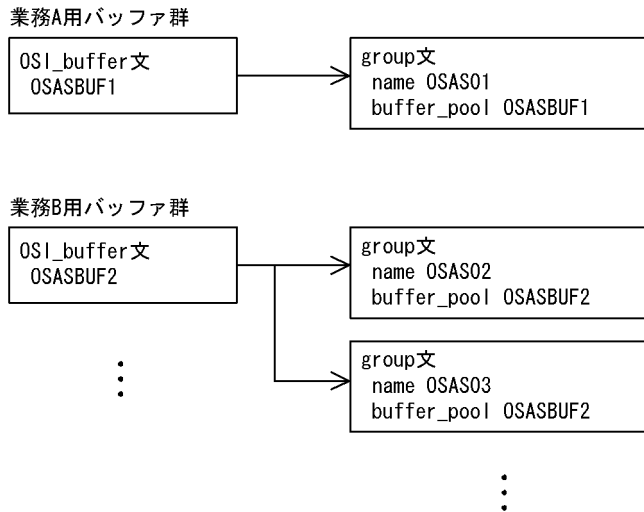 業務A用バッファ群
OSI_buffer文
OSASBUF1
group文
name OSAS01
buffer_pool OSASBUF1
業務B用バッファ群
OSI_buffer文
OSASBUF2
group文
name OSAS02
buffer_pool OSASBUF2
group文
name OSAS03
buffer_pool OSASBUF2